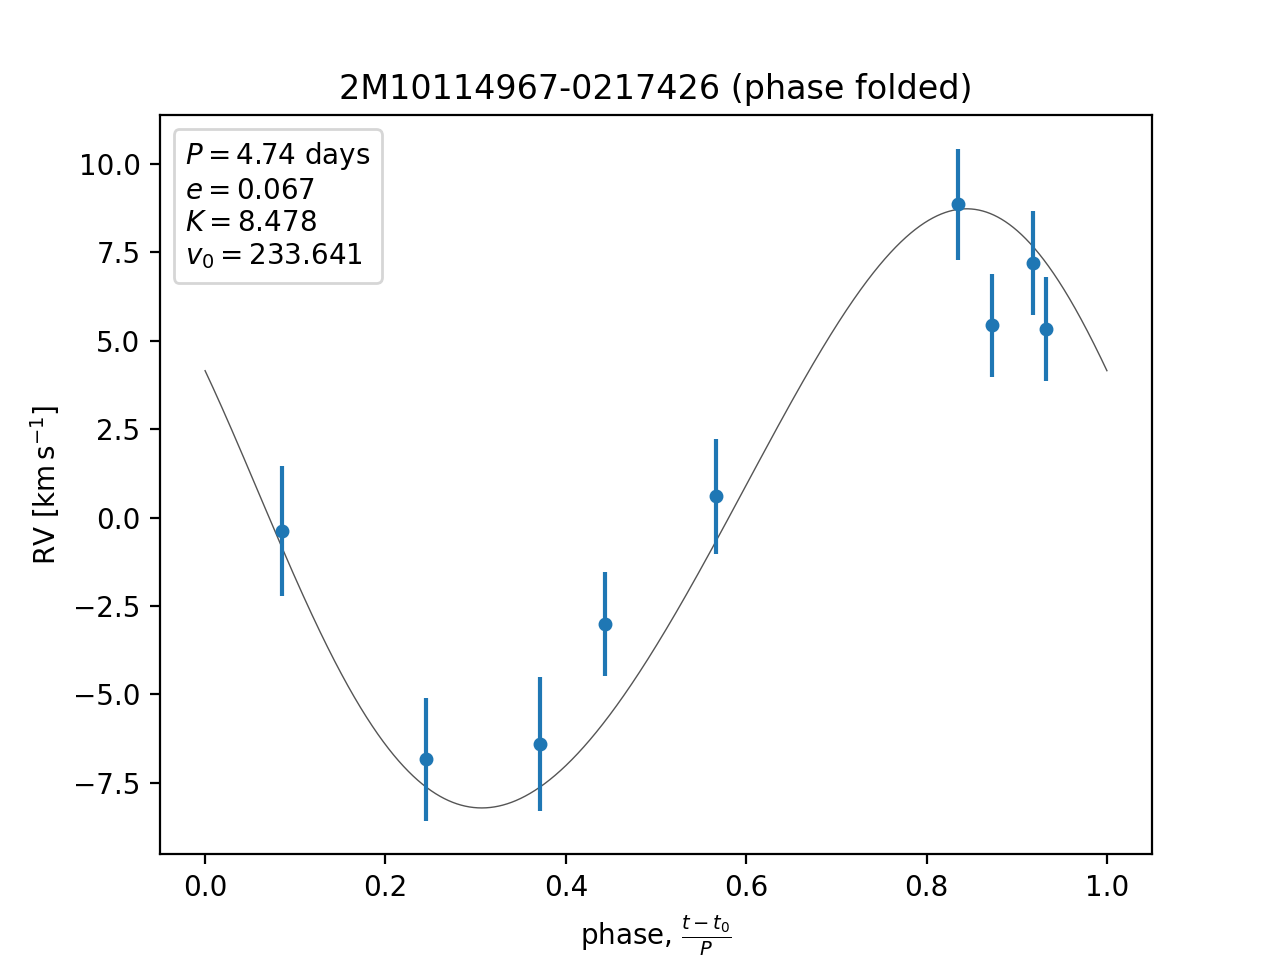 2M10114967-0217426 (phase folded)
P = 4.74 days
e = 0.067
K = 8.478
v₀ = 233.641
10.0
7.5
5.0
2.5
0.0
−2.5
−5.0
−7.5
RV [km s⁻¹]
0.0 0.2 0.4 0.6 0.8 1.0
phase, (t − t₀)/P